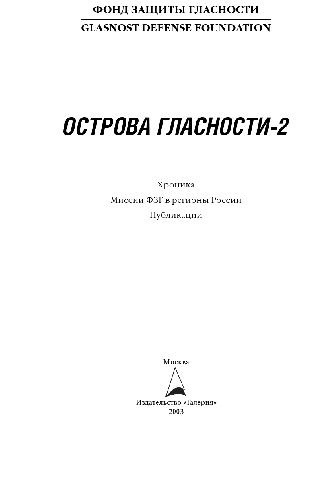 ФОНД ЗАЩИТЫ ГЛАСНОСТИ
GLASNOST DEFENSE FOUNDATION
ОСТРОВА ГЛАСНОСТИ-2
Хроника
Миссии ФЗГ в регионы России
Публикации
Москва
Издательство «Галерия»
2003